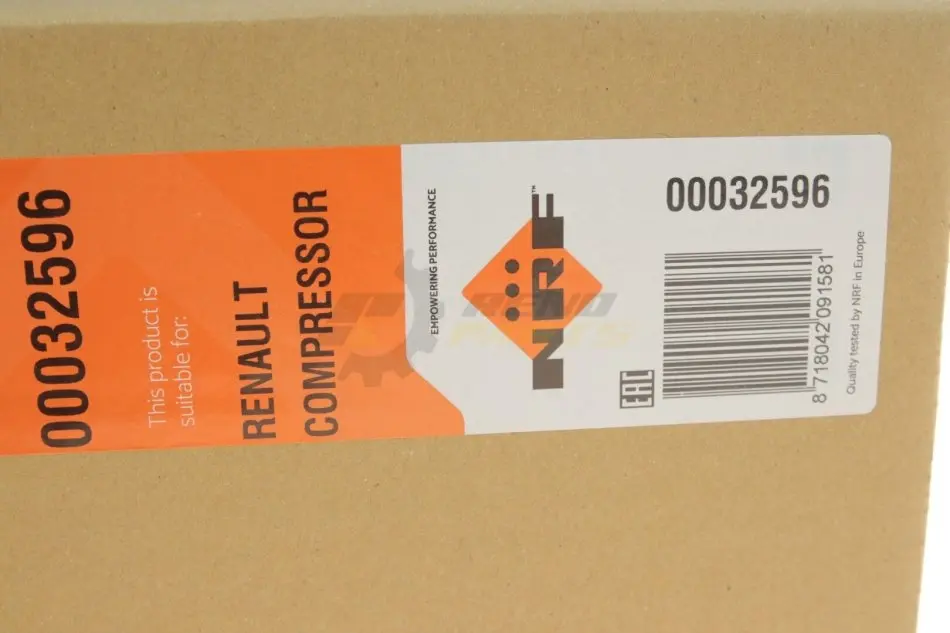 00032596
This product is
suitable for:
RENAULT
COMPRESSOR
EMPOWERING PERFORMANCE
NRF™
00032596
EAC
8 718042 091581
Quality tested by NRF in Europe